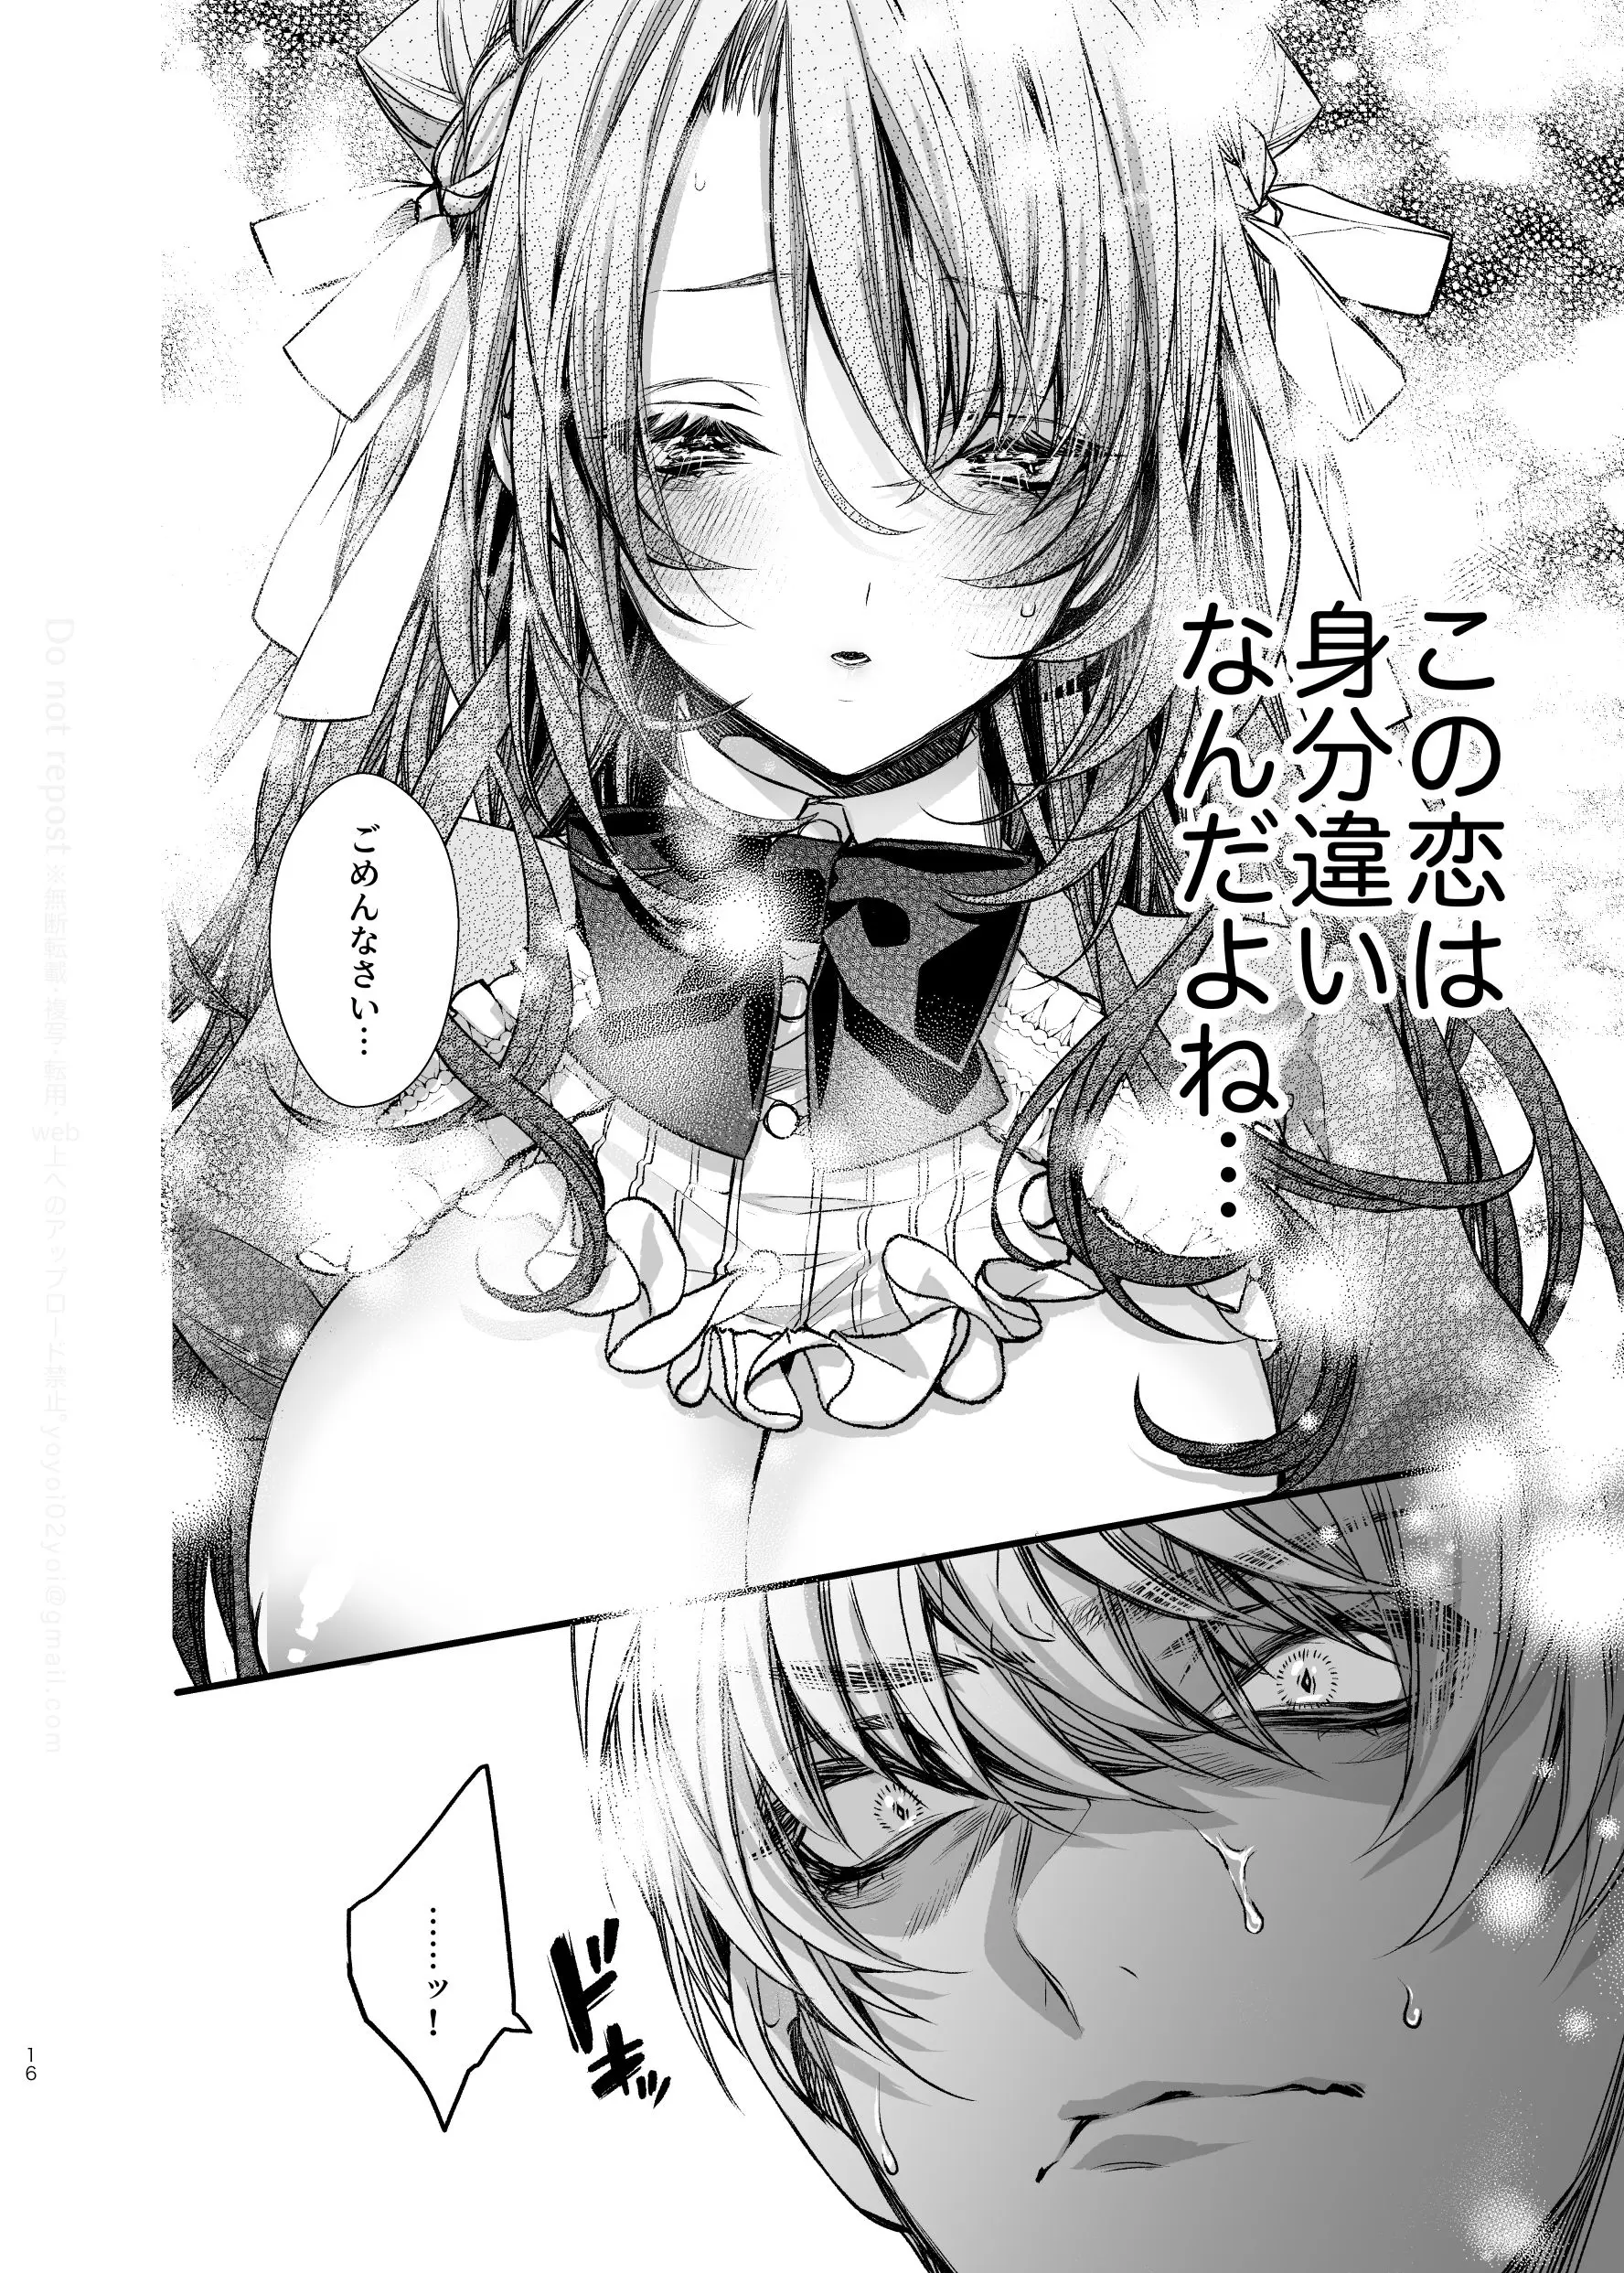 この恋は
身分違い
なんだよね…
ごめんなさい…
ドキッ
……ッ！
Do not repost ※無断転載・複写・転用・web上へのアップロード禁止 yoyoi02yoi@gmail.com
16